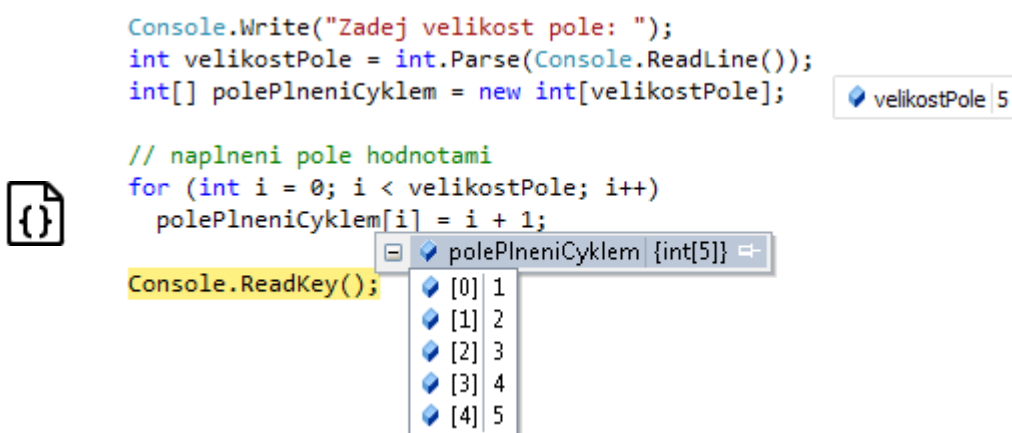 Console.Write("Zadej velikost pole: ");
int velikostPole = int.Parse(Console.ReadLine());
int[] polePlneniCyklem = new int[velikostPole];
velikostPole 5
// naplneni pole hodnotami
for (int i = 0; i < velikostPole; i++)
{}
polePlneniCyklem[i] = i + 1;
polePlneniCyklem {int[5]}
Console.ReadKey();
[0] 1
[1] 2
[2] 3
[3] 4
[4] 5